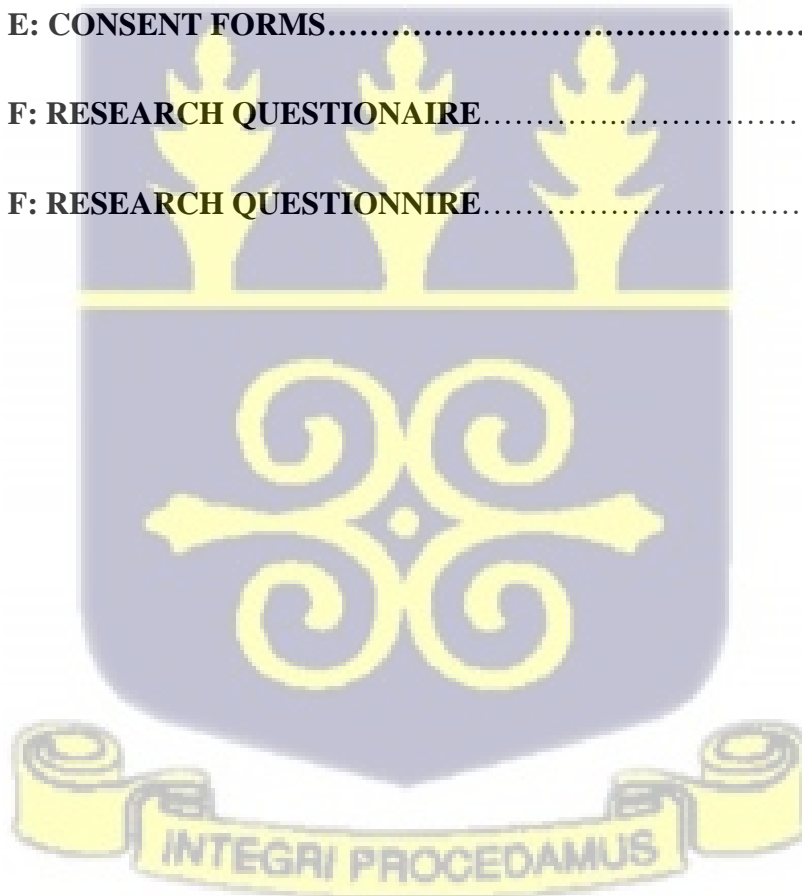 E: CONSENT FORMS………………………………………
F: RESEARCH QUESTIONAIRE…………..………………
F: RESEARCH QUESTIONNIRE…………………………
INTEGRI PROCEDAMUS